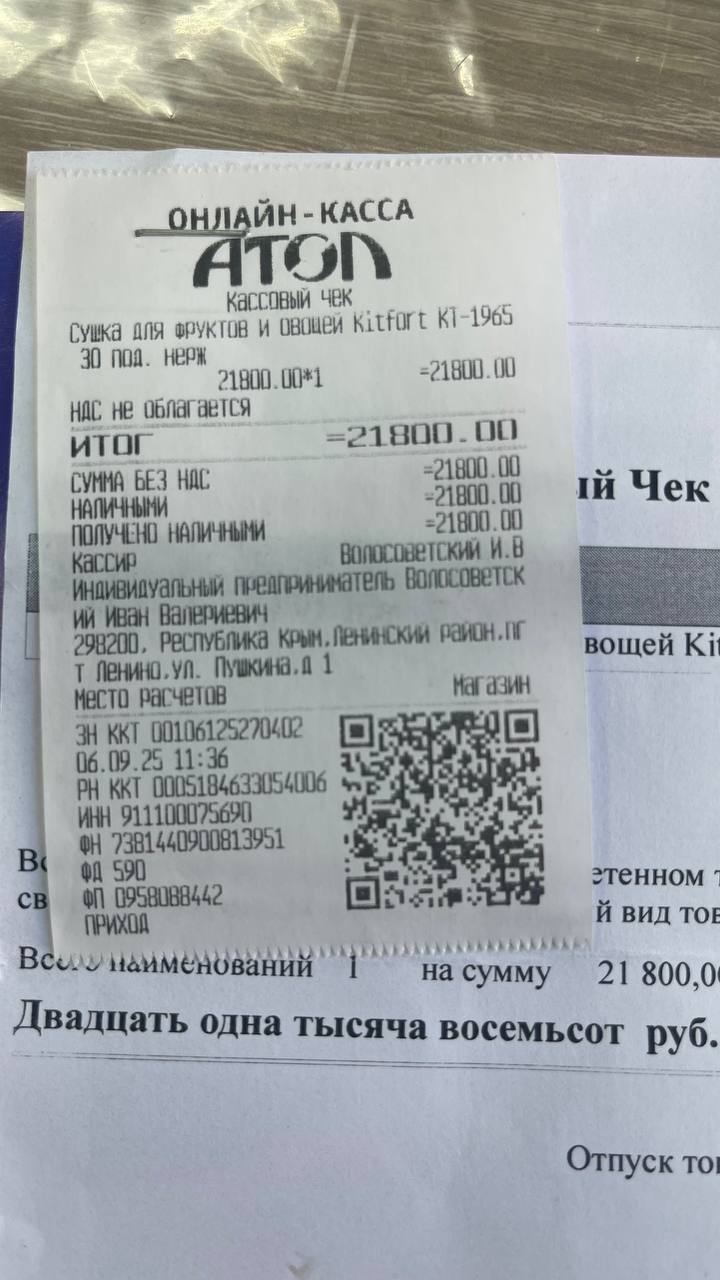 ОНЛАЙН-КАССА
АТОЛ
Кассовый чек
Сушка для фруктов и овощей Kitfort КТ-1965
30 под. нерж
21800.00*1 =21800.00
НДС не облагается
ИТОГ =21800.00
СУММА БЕЗ НДС =21800.00
НАЛИЧНЫМИ =21800.00
ПОЛУЧЕНО НАЛИЧНЫМИ =21800.00
Кассир Волосоветский И.В
Индивидуальный предприниматель Волосоветск
ий Иван Валериевич
298200, Республика Крым,Ленинский район,пг
т Ленино,ул. Пушкина,д 1
Место расчетов Магазин
ЗН ККТ 00106125270402
06.09.25 11:36
РН ККТ 0005184633054006
ИНН 911100075690
ФН 7381440900813951
ФД 590
ФП 0958088442
ПРИХОД
ый Чек
вощей Kit
етенном т
св й вид тов
Всего наименований 1 на сумму 21 800,00
Двадцать одна тысяча восемьсот руб.
Отпуск тов